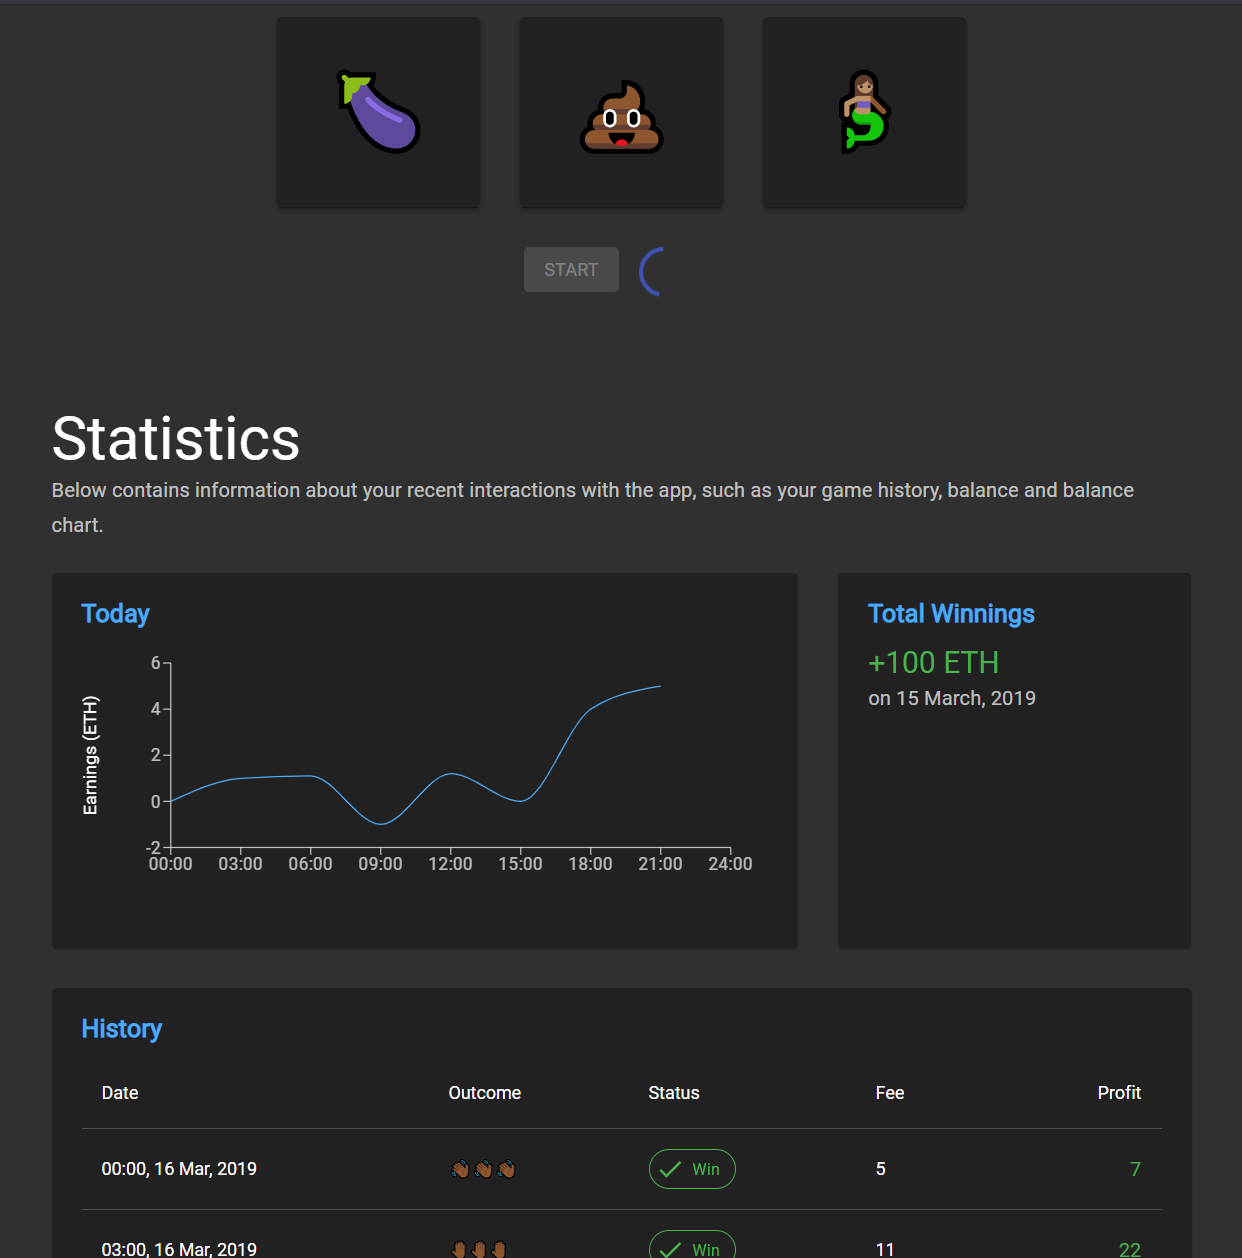 START
Statistics
Below contains information about your recent interactions with the app, such as your game history, balance and balance
chart.
Today
Total Winnings
+100 ETH
on 15 March, 2019
Earnings (ETH)
6
4
2
0
-2
00:00 03:00 06:00 09:00 12:00 15:00 18:00 21:00 24:00
History
Date Outcome Status Fee Profit
00:00, 16 Mar, 2019 Win 5 7
03:00, 16 Mar, 2019 Win 11 22